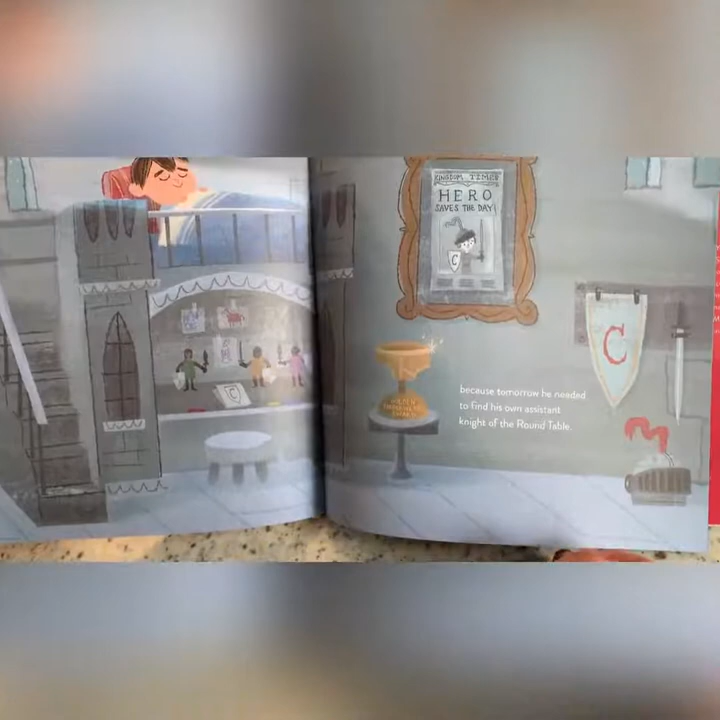 KINGDOM TIMES
HERO
SAVES THE DAY!
C
C
C
because tomorrow he needed
to find his own assistant
knight of the Round Table.